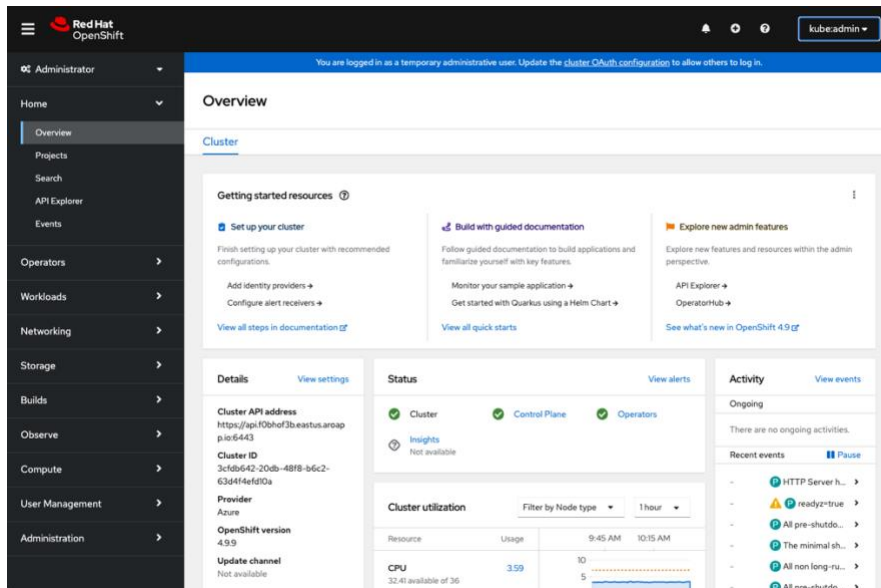 Red Hat
OpenShift
kube:admin
You are logged in as a temporary administrative user. Update the cluster OAuth configuration to allow others to log in.
Administrator
Home
Overview
Projects
Search
API Explorer
Events
Operators
Workloads
Networking
Storage
Builds
Observe
Compute
User Management
Administration
Overview
Cluster
Getting started resources
Set up your cluster
Finish setting up your cluster with recommended
configurations.
Add identity providers
Configure alert receivers
View all steps in documentation
Build with guided documentation
Follow guided documentation to build applications and
familiarize yourself with key features.
Monitor your sample application
Get started with Quarkus using a Helm Chart
View all quick starts
Explore new admin features
Explore new features and resources within the admin
perspective.
API Explorer
OperatorHub
See what's new in OpenShift 4.9
Details
View settings
Cluster API address
https://api.f0bhof3b.eastus.aroap
p.io:6443
Cluster ID
3cfdb642-20db-48f8-b6c2-
63d4f4efd10a
Provider
Azure
OpenShift version
4.9.9
Update channel
Not available
Status
View alerts
Cluster
Control Plane
Operators
Insights
Not available
Cluster utilization
Filter by Node type
1 hour
Resource
Usage
9:45 AM
10:15 AM
CPU
32.41 available of 36
3.59
10
5
Activity
View events
Ongoing
There are no ongoing activities.
Recent events
Pause
- P HTTP Server h...
- P readyz=true
- P All pre-shutdo...
- P The minimal sh...
- P All non long-ru...
- P All pre-shutdo...